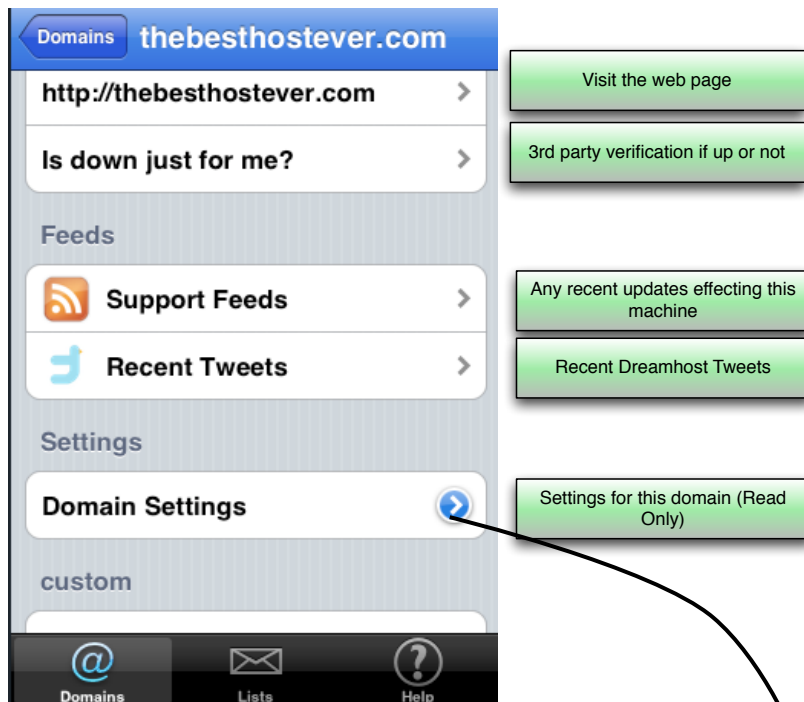 Domains thebesthostever.com
http://thebesthostever.com
Visit the web page
Is down just for me?
3rd party verification if up or not
Feeds
Support Feeds
Any recent updates effecting this
machine
Recent Tweets
Recent Dreamhost Tweets
Settings
Domain Settings
Settings for this domain (Read
Only)
custom
Domains Lists Help